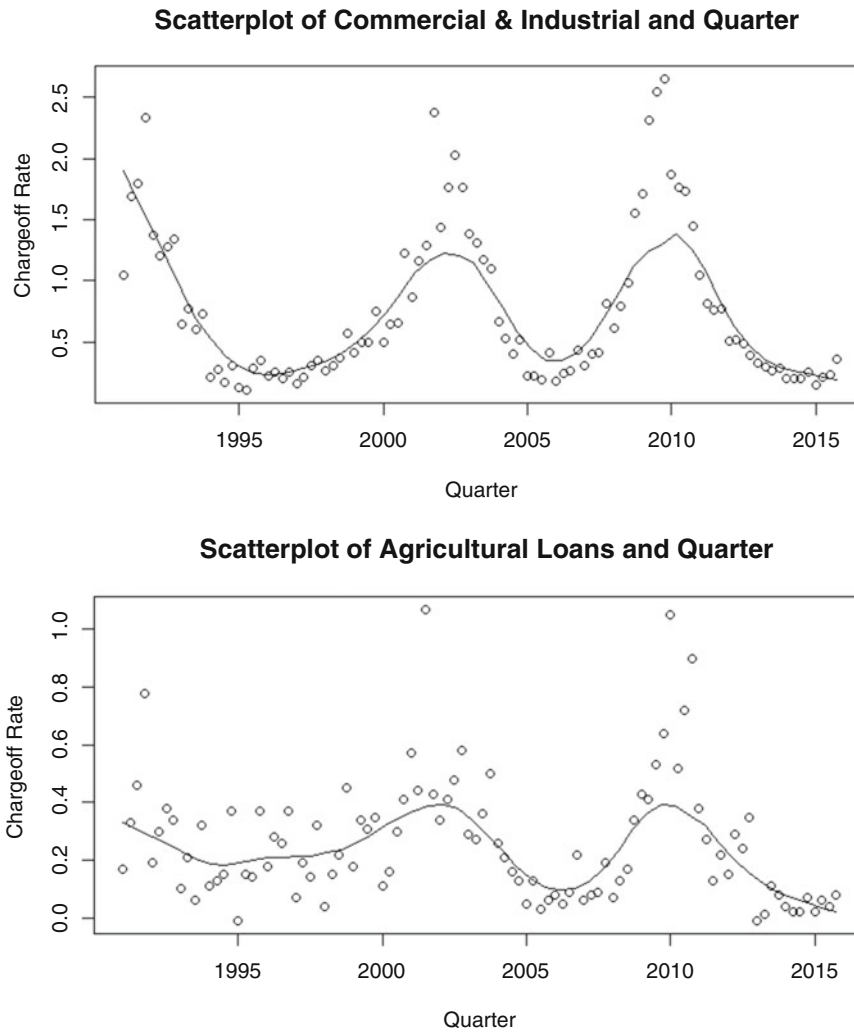 Scatterplot of Commercial & Industrial and Quarter
2.5
2.0
1.5
1.0
0.5
Chargeoff Rate
1995 2000 2005 2010 2015
Quarter
Scatterplot of Agricultural Loans and Quarter
1.0
0.8
0.6
0.4
0.2
0.0
Chargeoff Rate
1995 2000 2005 2010 2015
Quarter